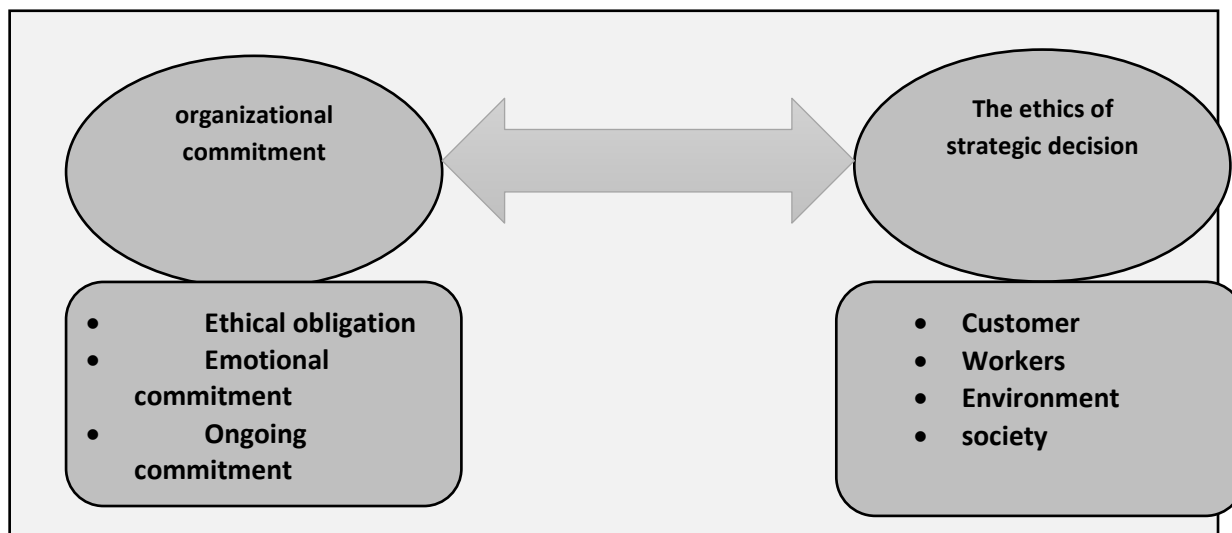 organizational
commitment
The ethics of
strategic decision
• Ethical obligation
• Emotional
commitment
• Ongoing
commitment
• Customer
• Workers
• Environment
• society